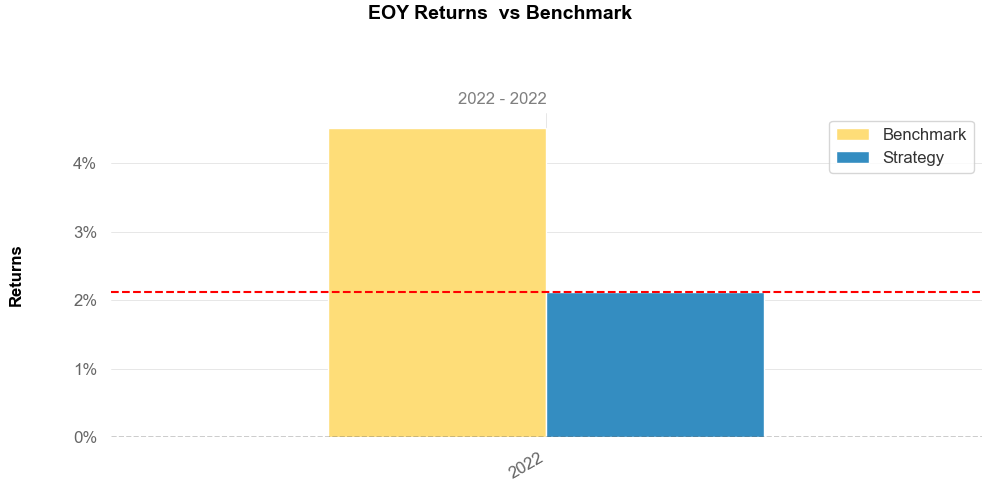 EOY Returns  vs Benchmark
2022 - 2022
Benchmark
Strategy
4%
3%
2%
1%
0%
Returns
2022